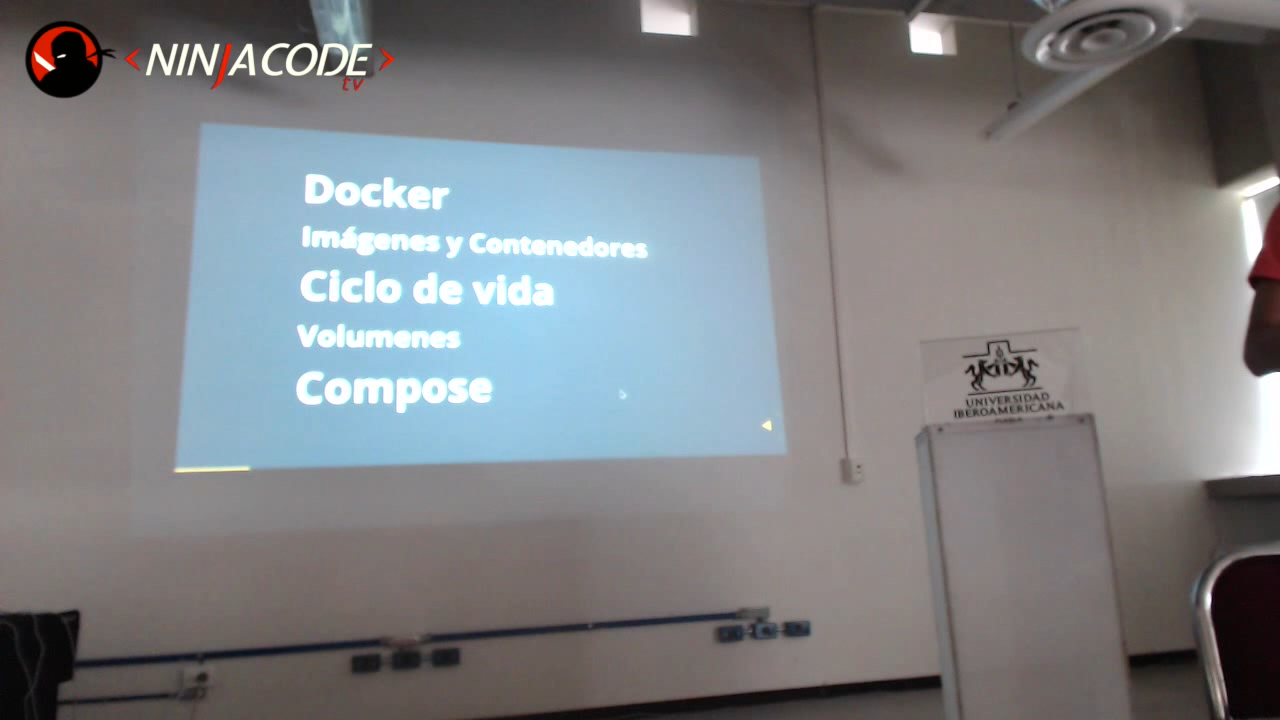 <NINJACODE>
tv
Docker
Imágenes y Contenedores
Ciclo de vida
Volumenes
Compose
UNIVERSIDAD
IBEROAMERICANA